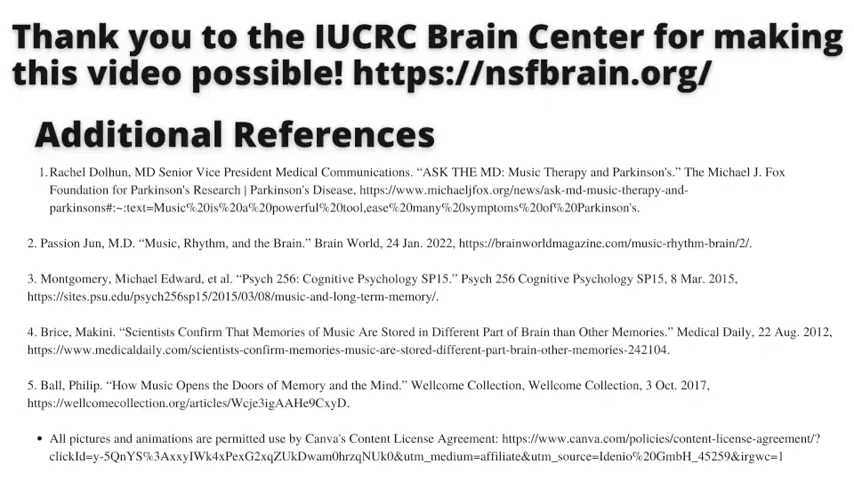 Thank you to the IUCRC Brain Center for making
this video possible! https://nsfbrain.org/
Additional References
1. Rachel Dolhun, MD Senior Vice President Medical Communications. “ASK THE MD: Music Therapy and Parkinson's.” The Michael J. Fox
Foundation for Parkinson's Research | Parkinson's Disease, https://www.michaeljfox.org/news/ask-md-music-therapy-and-
parkinsons#:~:text=Music%20is%20a%20powerful%20tool,ease%20many%20symptoms%20of%20Parkinson's.
2. Passion Jun, M.D. “Music, Rhythm, and the Brain.” Brain World, 24 Jan. 2022, https://brainworldmagazine.com/music-rhythm-brain/2/.
3. Montgomery, Michael Edward, et al. “Psych 256: Cognitive Psychology SP15.” Psych 256 Cognitive Psychology SP15, 8 Mar. 2015,
https://sites.psu.edu/psych256sp15/2015/03/08/music-and-long-term-memory/.
4. Brice, Makini. “Scientists Confirm That Memories of Music Are Stored in Different Part of Brain than Other Memories.” Medical Daily, 22 Aug. 2012,
https://www.medicaldaily.com/scientists-confirm-memories-music-are-stored-different-part-brain-other-memories-242104.
5. Ball, Philip. “How Music Opens the Doors of Memory and the Mind.” Wellcome Collection, Wellcome Collection, 3 Oct. 2017,
https://wellcomecollection.org/articles/Wcje3igAAHe9CxyD.
• All pictures and animations are permitted use by Canva's Content License Agreement: https://www.canva.com/policies/content-license-agreement/?
clickId=y-5QnYS%3AxxyIWk4xPexG2xqZUkDwam0hrzqNUk0&utm_medium=affiliate&utm_source=Idenio%20GmbH_45259&irgwc=1